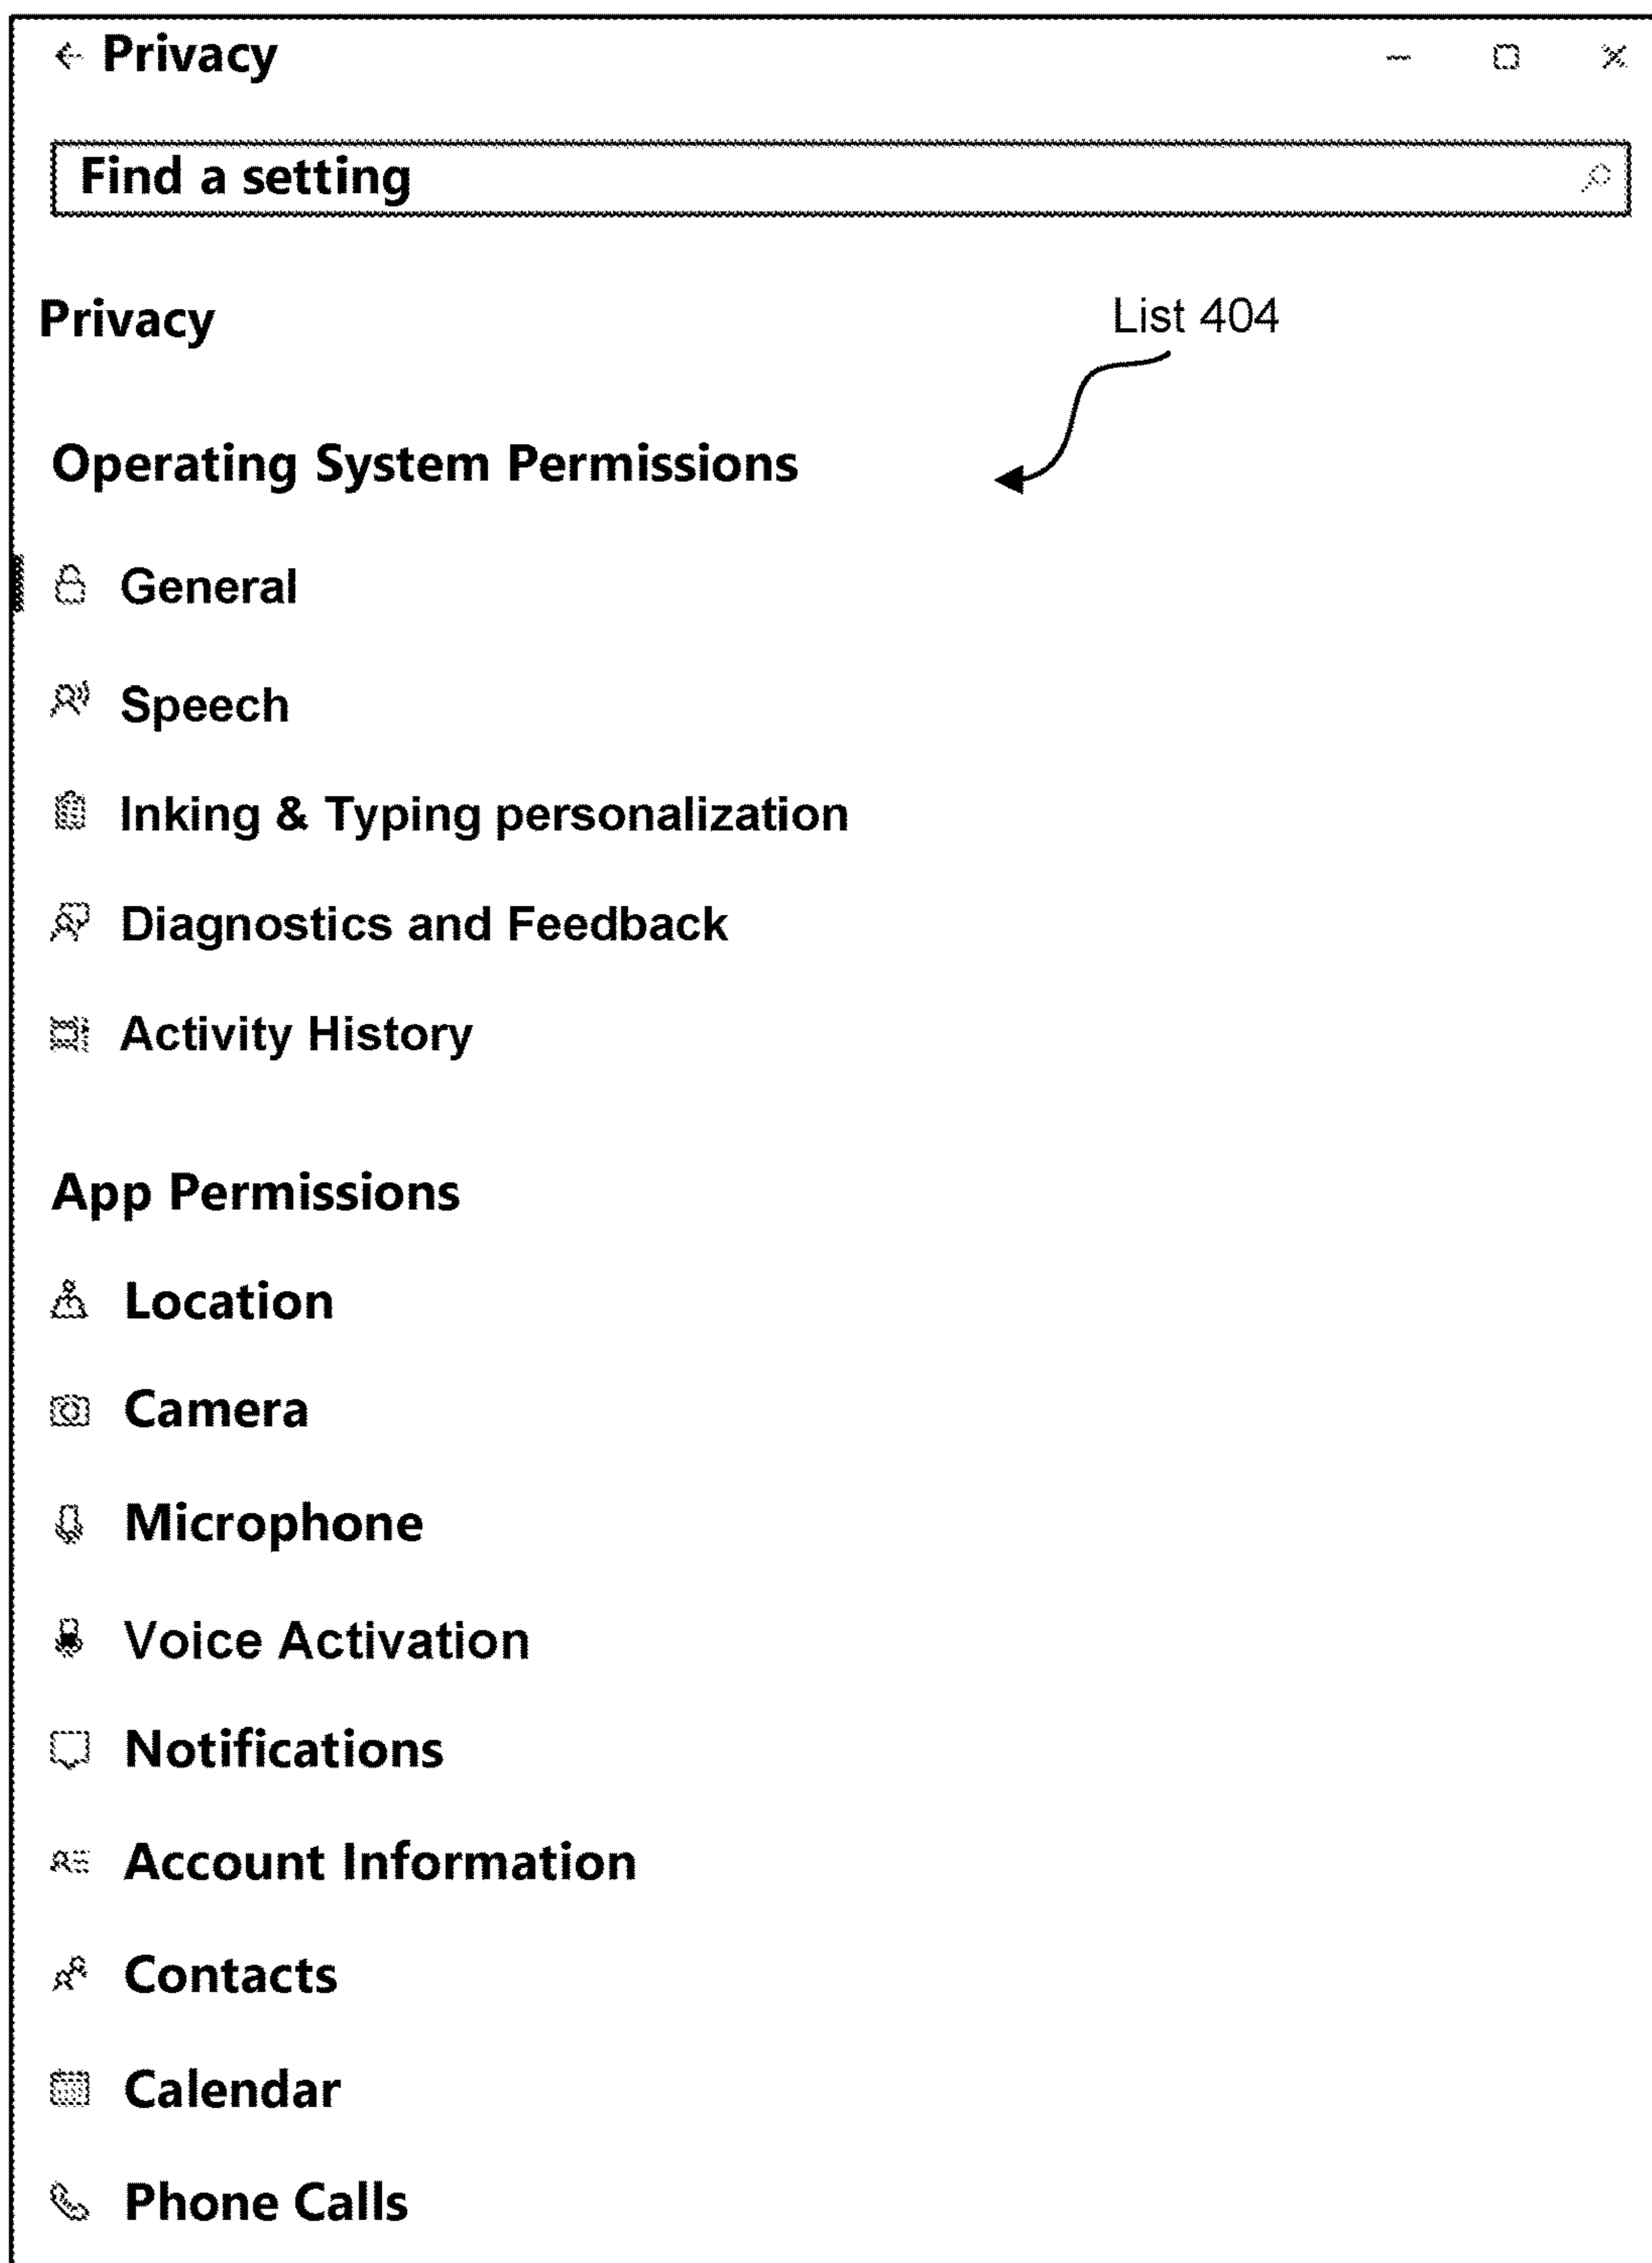 Privacy
Find a setting
Privacy
List 404
Operating System Permissions
General
Speech
Inking & Typing personalization
Diagnostics and Feedback
Activity History
App Permissions
Location
Camera
Microphone
Voice Activation
Notifications
Account Information
Contacts
Calendar
Phone Calls